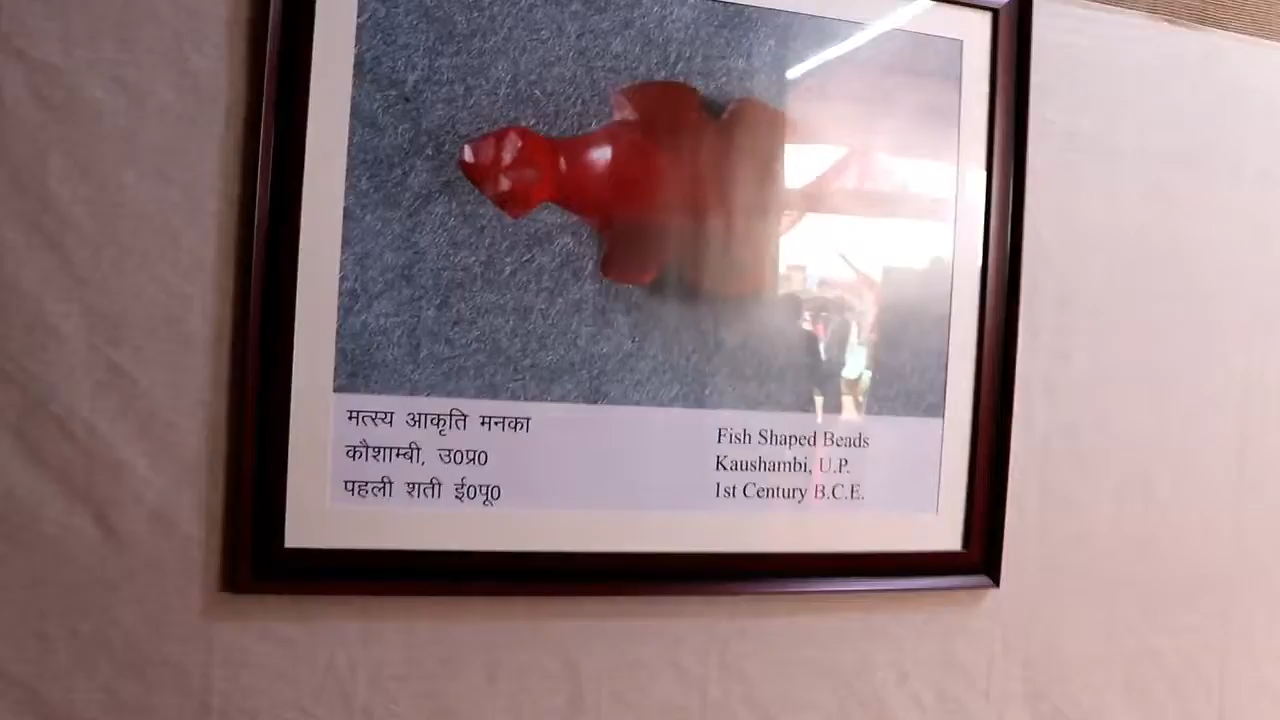 मत्स्य आकृति मनका
कौशाम्बी, उ0प्र0
पहली शती ई0पू0
Fish Shaped Beads
Kaushambi, U.P.
1st Century B.C.E.